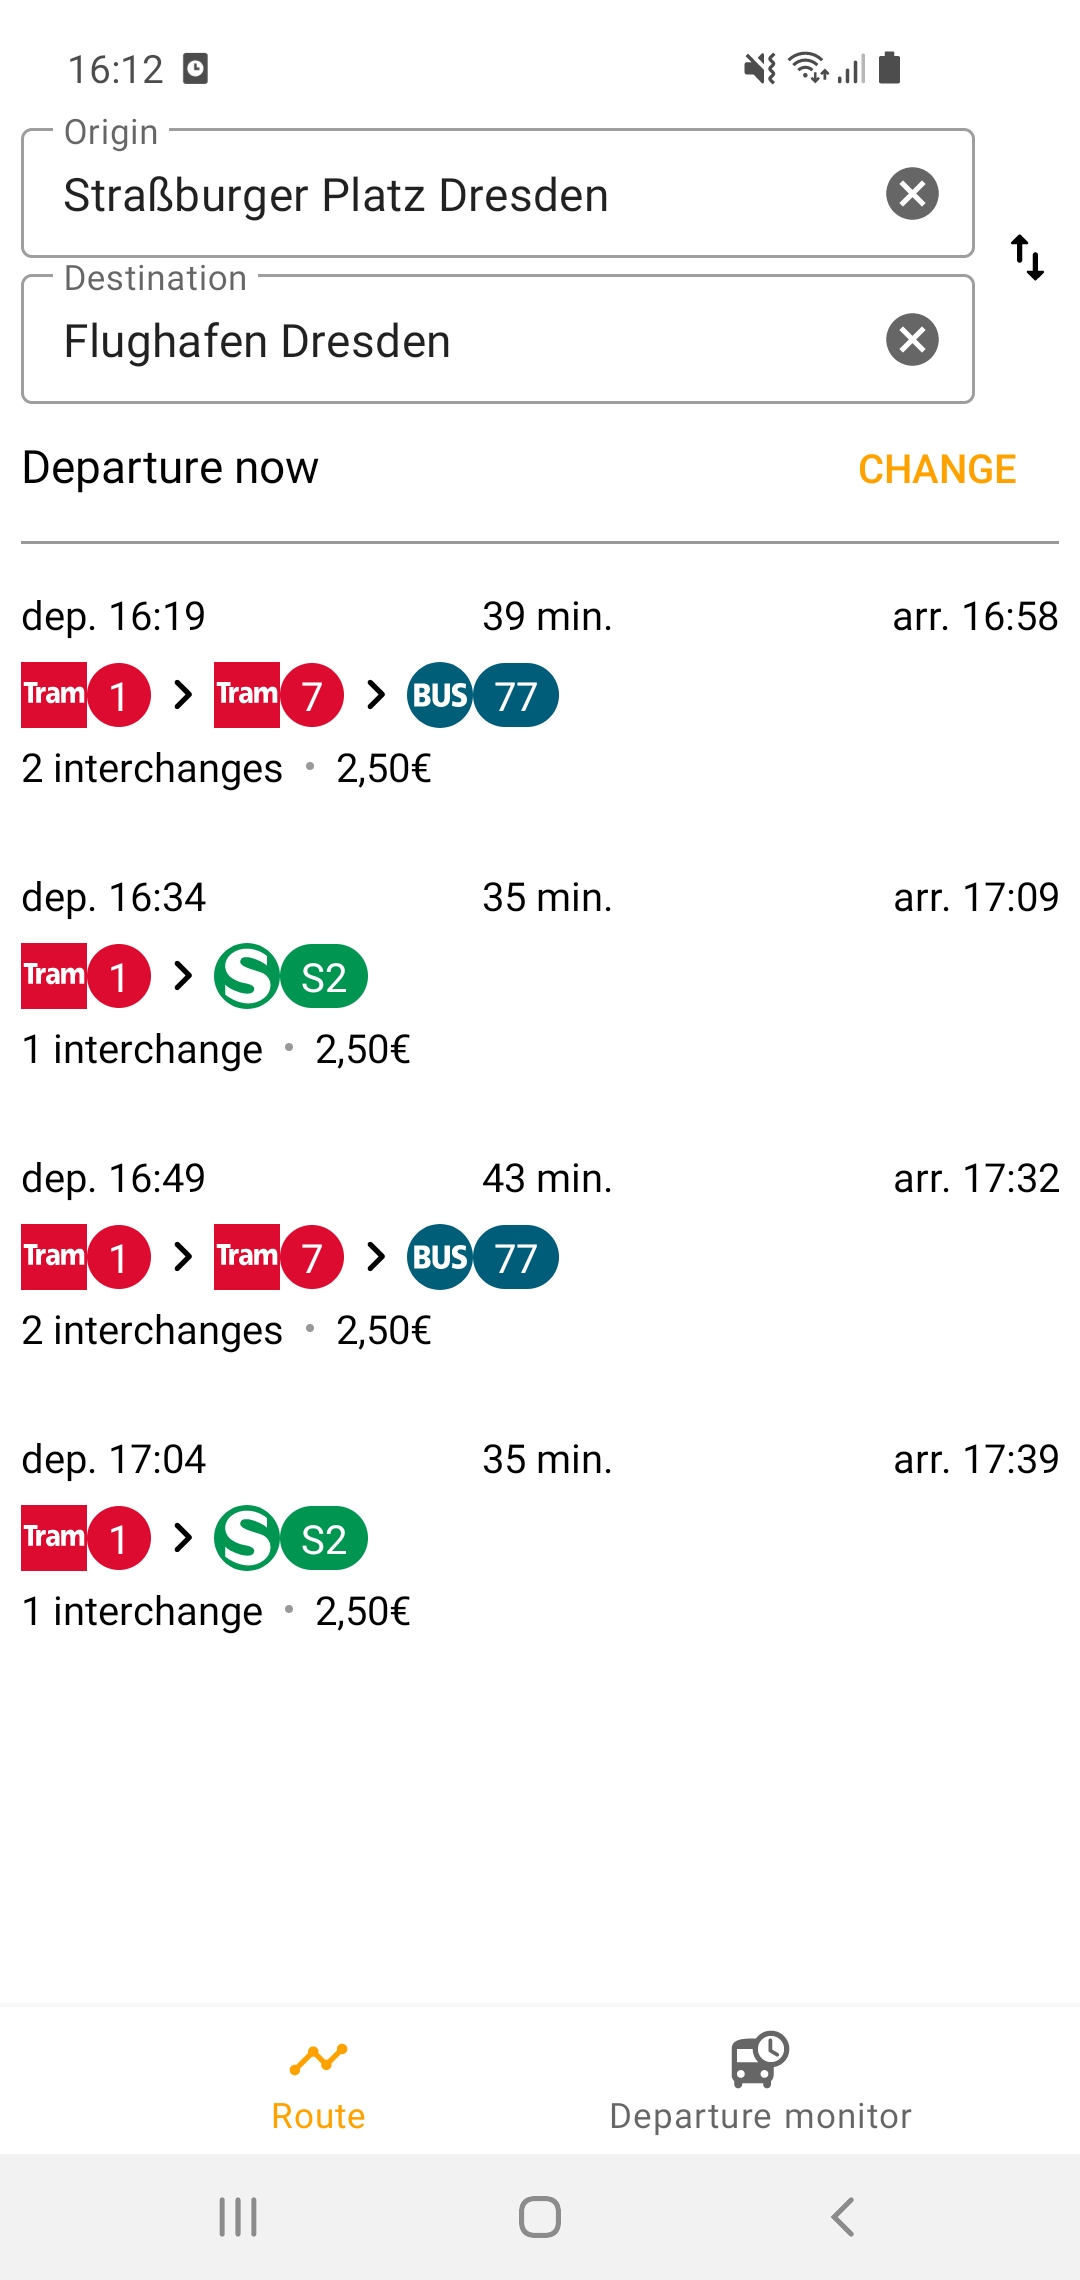 16:12
Origin
Straßburger Platz Dresden
Destination
Flughafen Dresden
Departure now CHANGE
dep. 16:19 39 min. arr. 16:58
Tram 1 > Tram 7 > BUS 77
2 interchanges • 2,50€
dep. 16:34 35 min. arr. 17:09
Tram 1 > S S2
1 interchange • 2,50€
dep. 16:49 43 min. arr. 17:32
Tram 1 > Tram 7 > BUS 77
2 interchanges • 2,50€
dep. 17:04 35 min. arr. 17:39
Tram 1 > S S2
1 interchange • 2,50€
Route Departure monitor